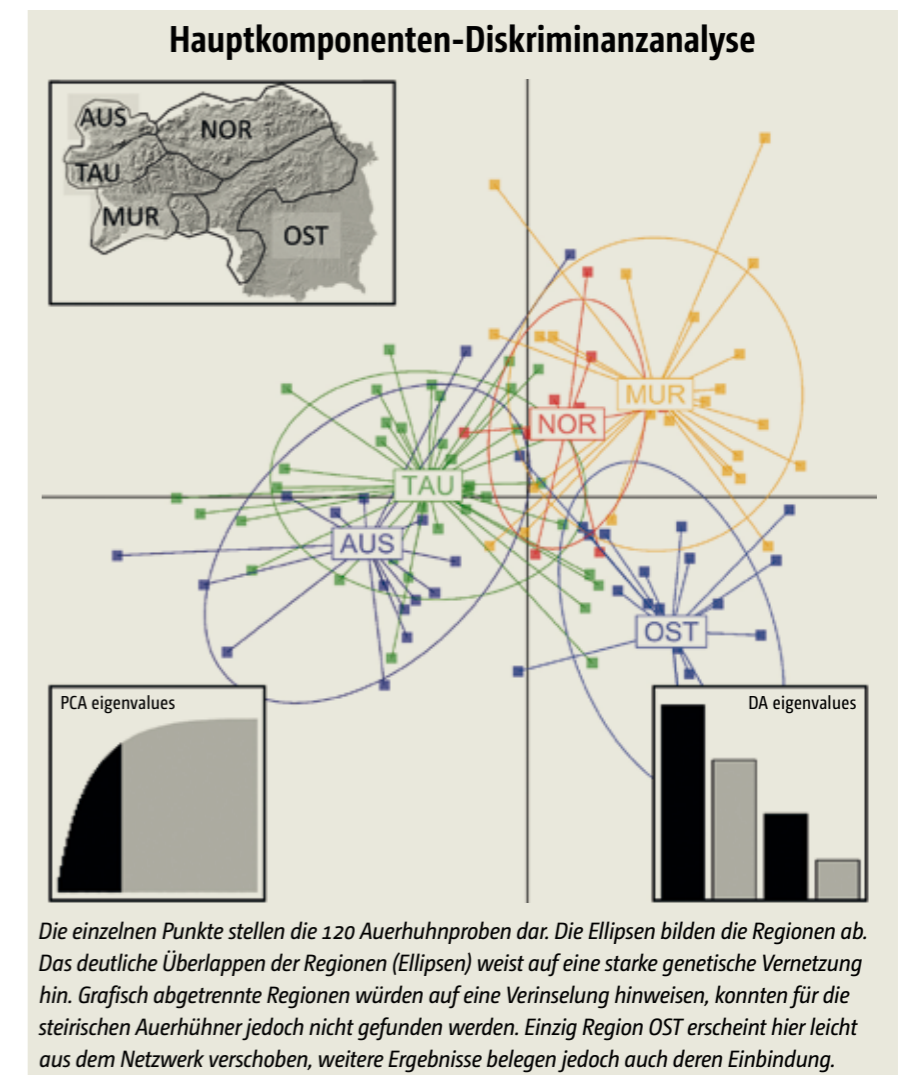 Hauptkomponenten-Diskriminanzanalyse
AUS
NOR
TAU
MUR
OST
MUR
NOR
TAU
AUS
OST
PCA eigenvalues
DA eigenvalues
Die einzelnen Punkte stellen die 120 Auerhuhnproben dar. Die Ellipsen bilden die Regionen ab.
Das deutliche Überlappen der Regionen (Ellipsen) weist auf eine starke genetische Vernetzung
hin. Grafisch abgetrennte Regionen würden auf eine Verinselung hinweisen, konnten für die
steirischen Auerhühner jedoch nicht gefunden werden. Einzig Region OST erscheint hier leicht
aus dem Netzwerk verschoben, weitere Ergebnisse belegen jedoch auch deren Einbindung.